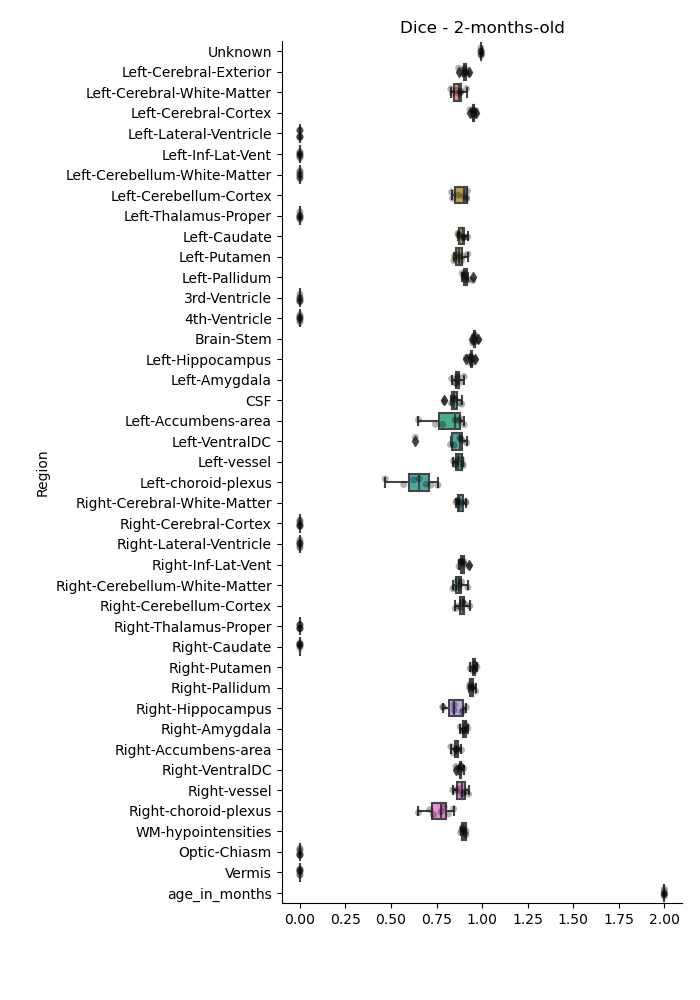 Dice - 2-months-old
Unknown
Left-Cerebral-Exterior
Left-Cerebral-White-Matter
Left-Cerebral-Cortex
Left-Lateral-Ventricle
Left-Inf-Lat-Vent
Left-Cerebellum-White-Matter
Left-Cerebellum-Cortex
Left-Thalamus-Proper
Left-Caudate
Left-Putamen
Left-Pallidum
3rd-Ventricle
4th-Ventricle
Brain-Stem
Left-Hippocampus
Left-Amygdala
CSF
Left-Accumbens-area
Left-VentralDC
Left-vessel
Left-choroid-plexus
Right-Cerebral-White-Matter
Right-Cerebral-Cortex
Right-Lateral-Ventricle
Right-Inf-Lat-Vent
Right-Cerebellum-White-Matter
Right-Cerebellum-Cortex
Right-Thalamus-Proper
Right-Caudate
Right-Putamen
Right-Pallidum
Right-Hippocampus
Right-Amygdala
Right-Accumbens-area
Right-VentralDC
Right-vessel
Right-choroid-plexus
WM-hypointensities
Optic-Chiasm
Vermis
age_in_months
Region
0.00 0.25 0.50 0.75 1.00 1.25 1.50 1.75 2.00